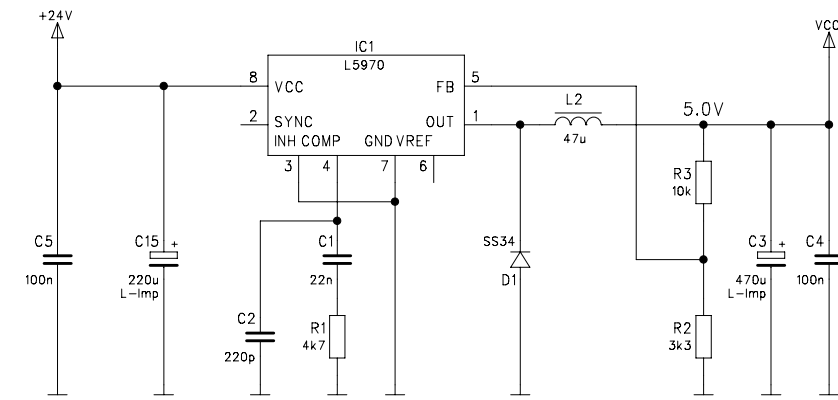 +24V
VCC
IC1
L5970
8
VCC
FB
5
2
SYNC
OUT
1
L2
47u
5.0V
INH COMP
GND VREF
3
4
7
6
R3
10k
C5
100n
C15
+
220u
L-Imp
C1
22n
SS34
D1
C3
+
470u
L-Imp
C4
100n
C2
220p
R1
4k7
R2
3k3